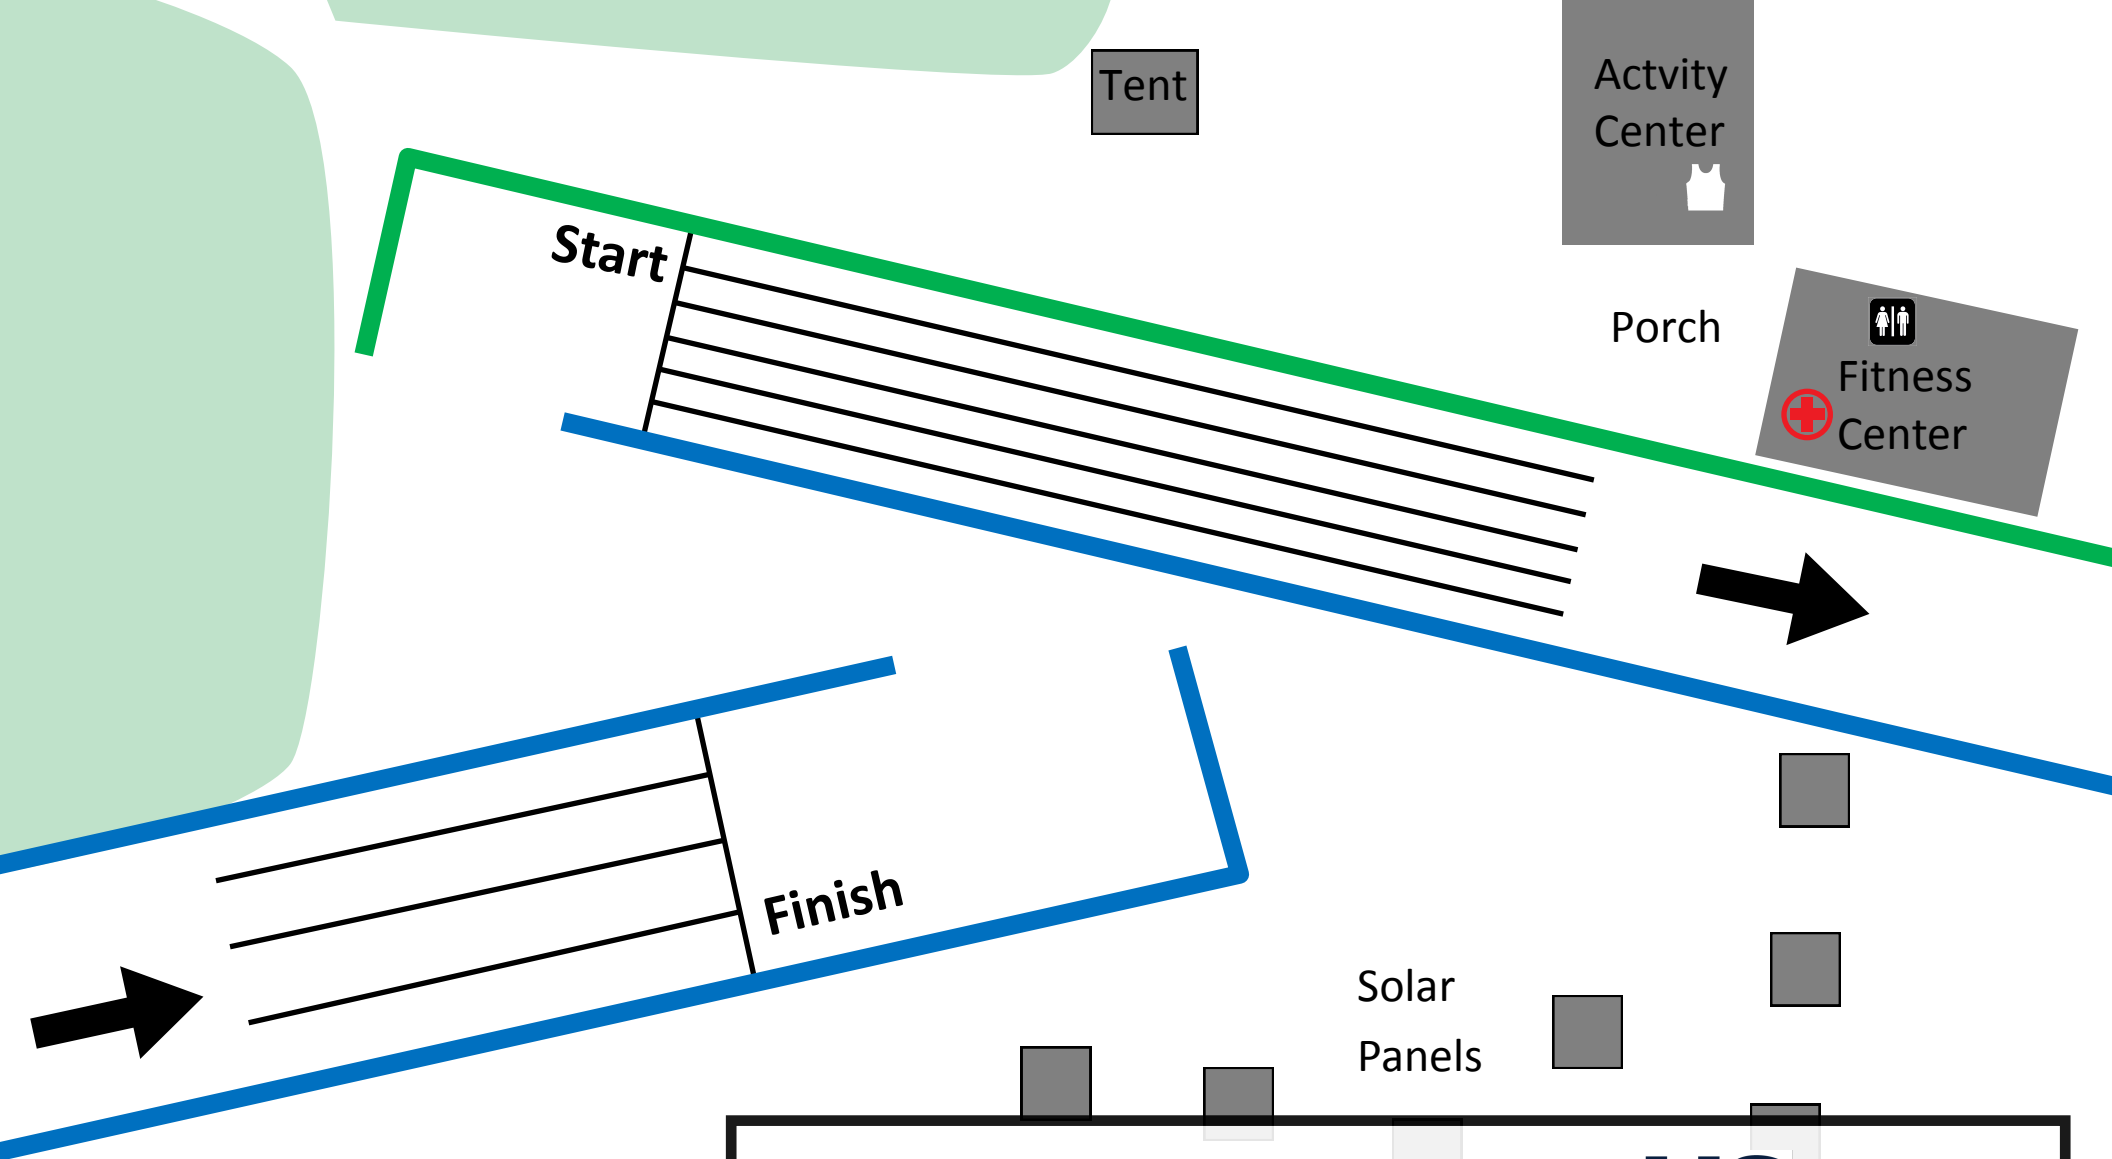 Tent
Actvity
Center
Start
Porch
Fitness
Center
Finish
Solar
Panels